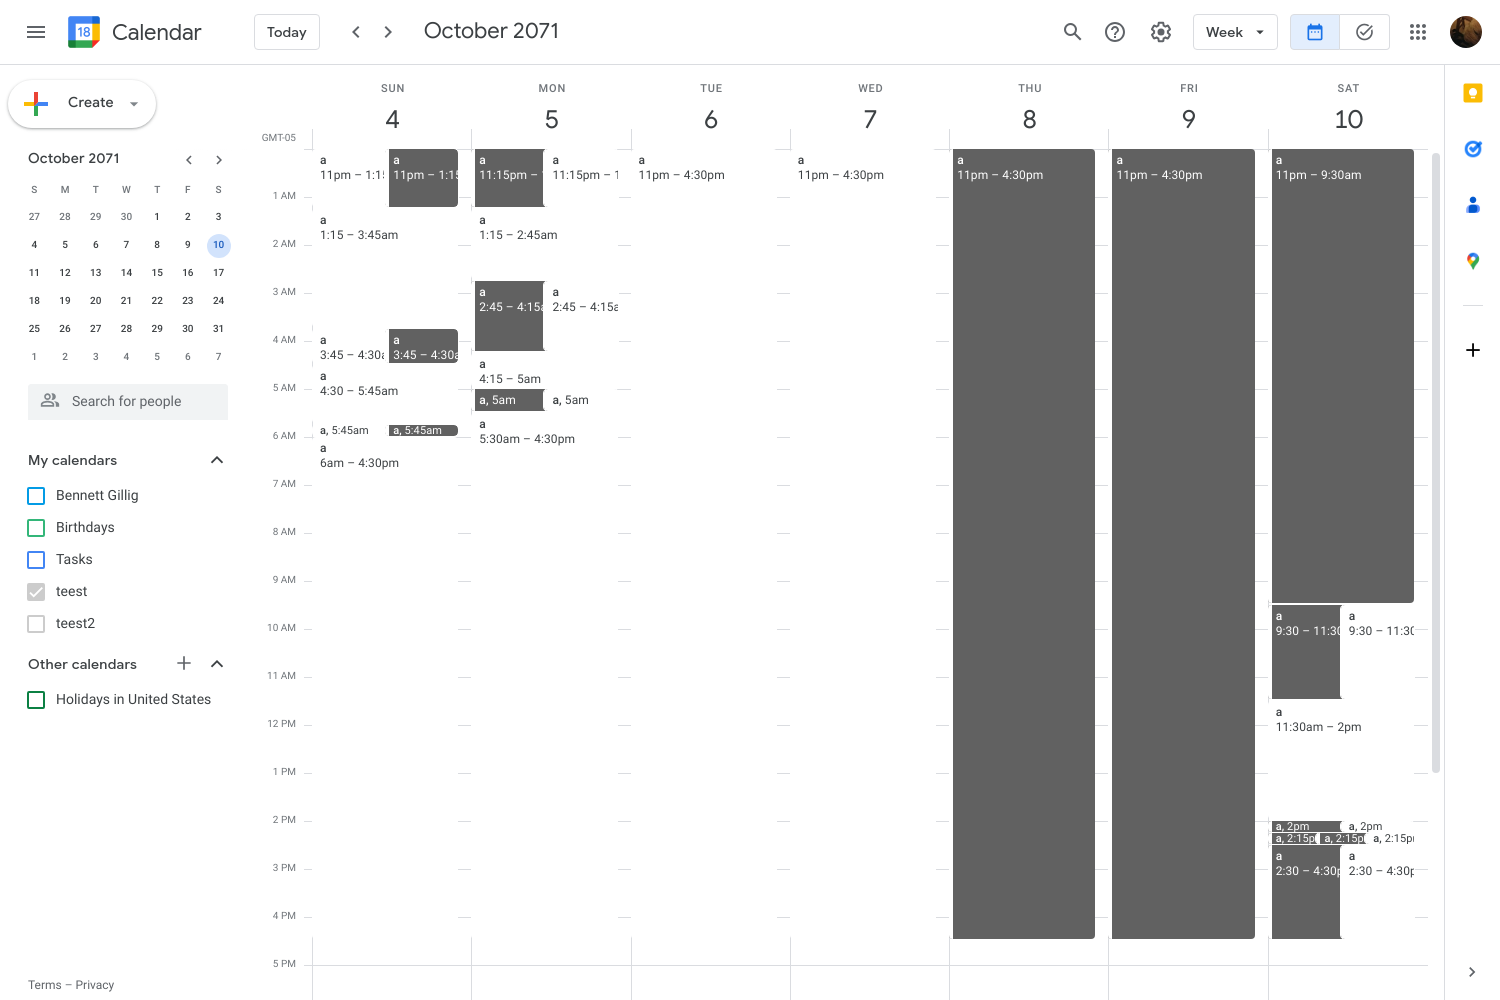 18 Calendar Today October 2071 Week
Create
October 2071
S M T W T F S
27 28 29 30 1 2 3
4 5 6 7 8 9 10
11 12 13 14 15 16 17
18 19 20 21 22 23 24
25 26 27 28 29 30 31
1 2 3 4 5 6 7
Search for people
My calendars
Bennett Gillig
Birthdays
Tasks
teest
teest2
Other calendars
Holidays in United States
Terms – Privacy
SUN MON TUE WED THU FRI SAT
4 5 6 7 8 9 10
GMT-05
1 AM
2 AM
3 AM
4 AM
5 AM
6 AM
7 AM
8 AM
9 AM
10 AM
11 AM
12 PM
1 PM
2 PM
3 PM
4 PM
5 PM
a
11pm – 1:15
a
11pm – 1:15
a
1:15 – 3:45am
a
3:45 – 4:30a
a
3:45 – 4:30a
a
4:30 – 5:45am
a, 5:45am
a, 5:45am
a
6am – 4:30pm
a
11:15pm –
a
11:15pm – 1
a
1:15 – 2:45am
a
2:45 – 4:15a
a
2:45 – 4:15a
a
4:15 – 5am
a, 5am
a, 5am
a
5:30am – 4:30pm
a
11pm – 4:30pm
a
11pm – 4:30pm
a
11pm – 4:30pm
a
11pm – 4:30pm
a
11pm – 9:30am
a
9:30 – 11:30
a
9:30 – 11:30
a
11:30am – 2pm
a, 2pm
a, 2pm
a, 2:15p
a, 2:15p
a, 2:15p
a
2:30 – 4:30p
a
2:30 – 4:30p